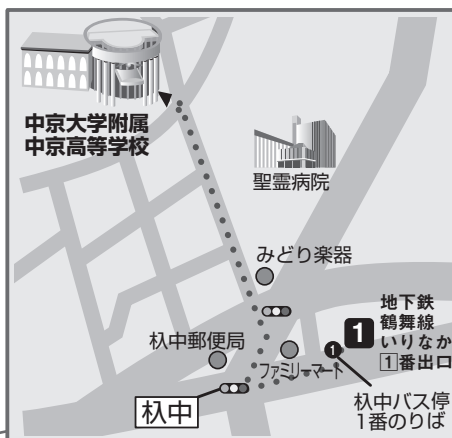 中京大学附属
中京高等学校
聖霊病院
みどり楽器
杁中郵便局
ファミリーマート
1
地下鉄
鶴舞線
いりなか
1番出口
1
杁中バス停
1番のりば
杁中